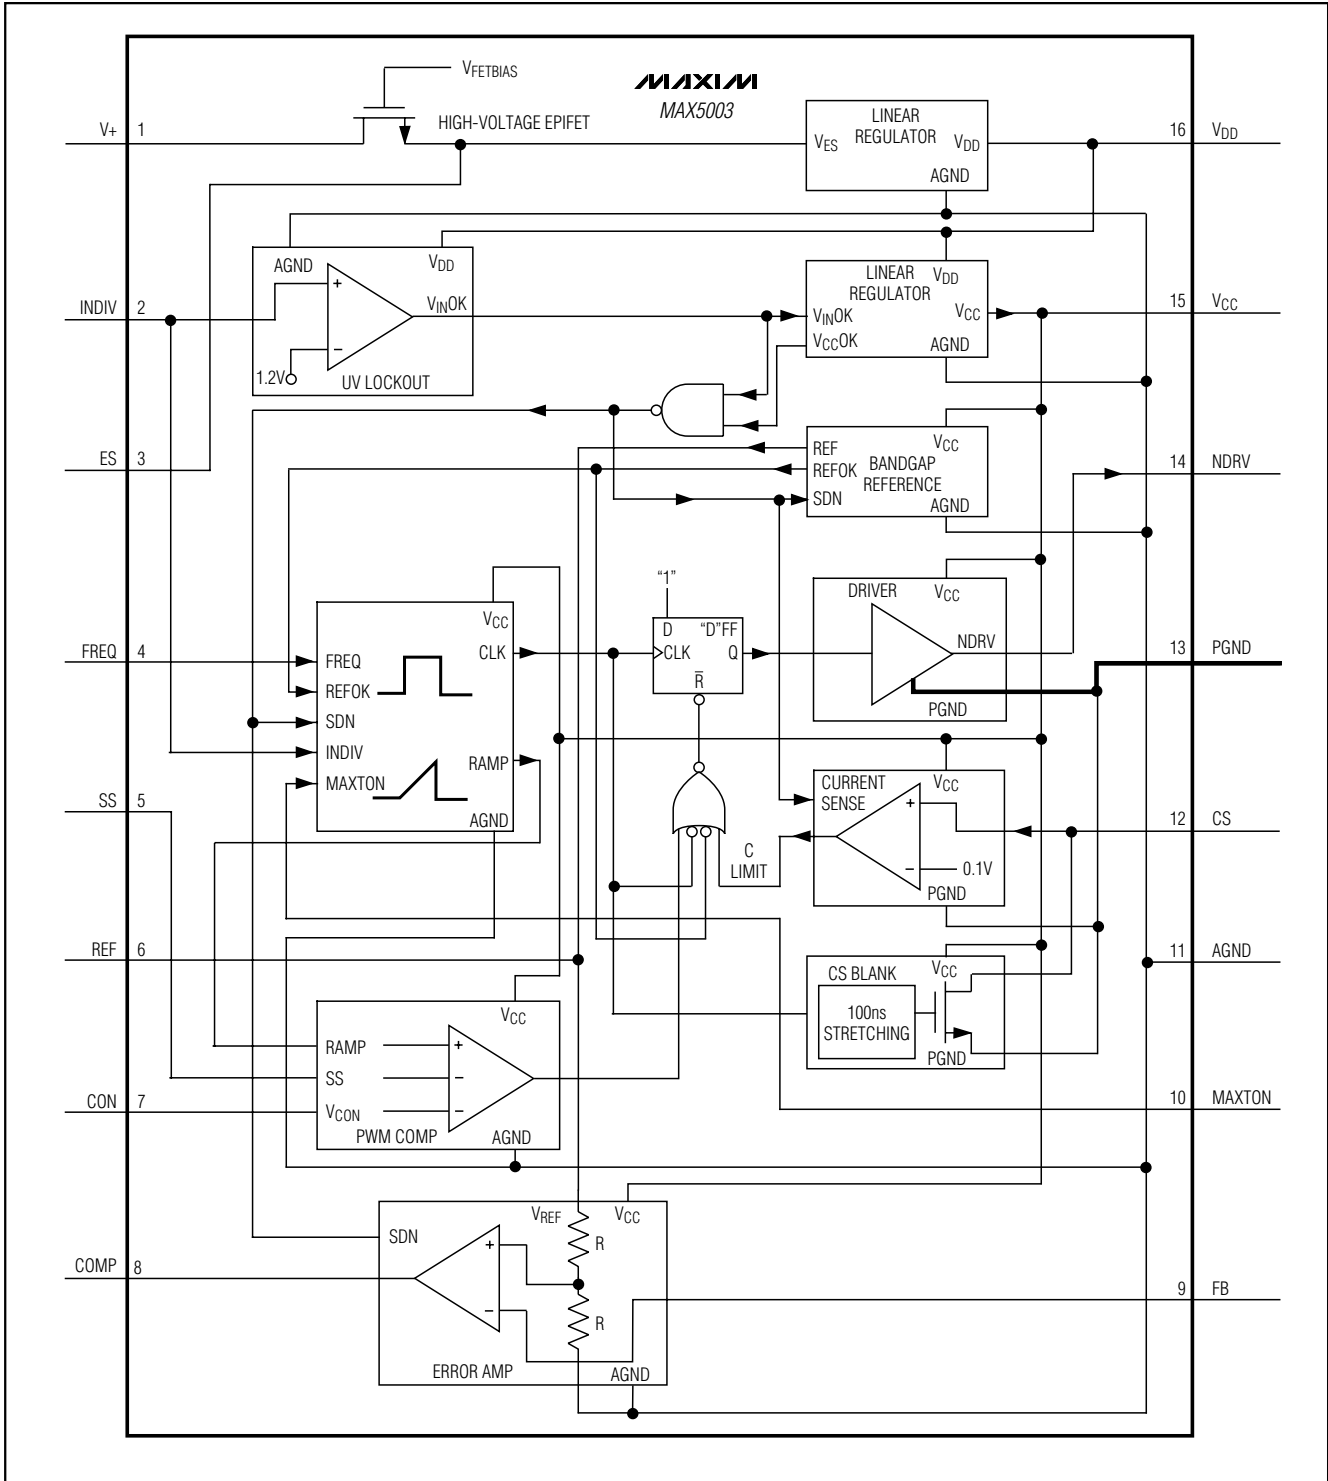 VFETBIAS
MAXIM
MAX5003
V+ 1
HIGH-VOLTAGE EPIFET
LINEAR
REGULATOR
VES
VDD
AGND
16 VDD
AGND
VDD
VINOK
1.2V
UV LOCKOUT
+
−
INDIV 2
LINEAR
REGULATOR
VDD
VINOK
VCCOK
VCC
AGND
15 VCC
ES 3
REF
REFOK
SDN
VCC
BANDGAP
REFERENCE
AGND
14 NDRV
FREQ 4
VCC
FREQ
REFOK
SDN
INDIV
MAXTON
CLK
RAMP
AGND
"1"
D "D"FF
CLK Q
R̅
DRIVER
VCC
NDRV
PGND
13 PGND
SS 5
CURRENT
SENSE
VCC
+
−
0.1V
PGND
C
LIMIT
12 CS
REF 6
CS BLANK
VCC
100ns
STRETCHING
PGND
11 AGND
CON 7
VCC
RAMP
SS
VCON
+
−
−
PWM COMP
AGND
10 MAXTON
COMP 8
SDN
VREF
VCC
R
R
+
−
ERROR AMP
AGND
9 FB